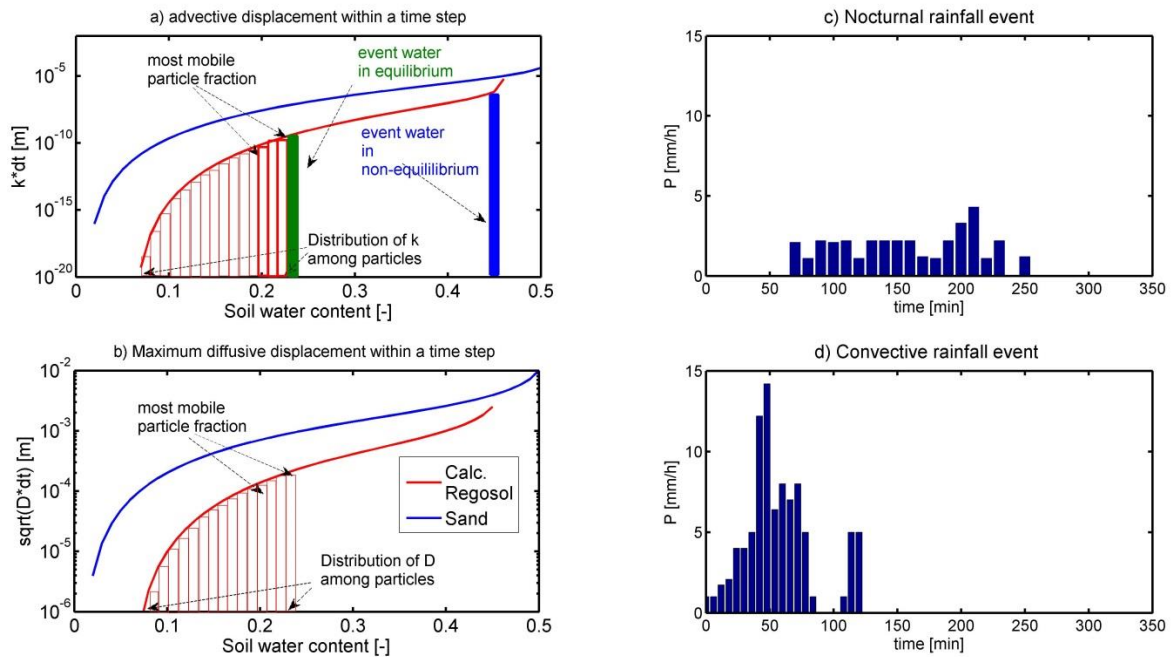 a) advective displacement within a time step
10^-5
10^-10
10^-15
10^-20
k*dt [m]
most mobile
particle fraction
event water
in equilibrium
event water
in
non-equililibrium
Distribution of k
among particles
0.1
0.2
0.3
0.4
0.5
Soil water content [-]
b) Maximum diffusive displacement within a time step
10^-2
10^-3
10^-4
10^-5
10^-6
sqrt(D*dt) [m]
most mobile
particle fraction
Calc.
Regosol
Sand
Distribution of D
among particles
0
0.1
0.2
0.3
0.4
0.5
Soil water content [-]
c) Nocturnal rainfall event
15
10
5
0
P [mm/h]
0
50
100
150
200
250
300
350
time [min]
d) Convective rainfall event
15
10
5
0
P [mm/h]
0
50
100
150
200
250
300
350
time [min]